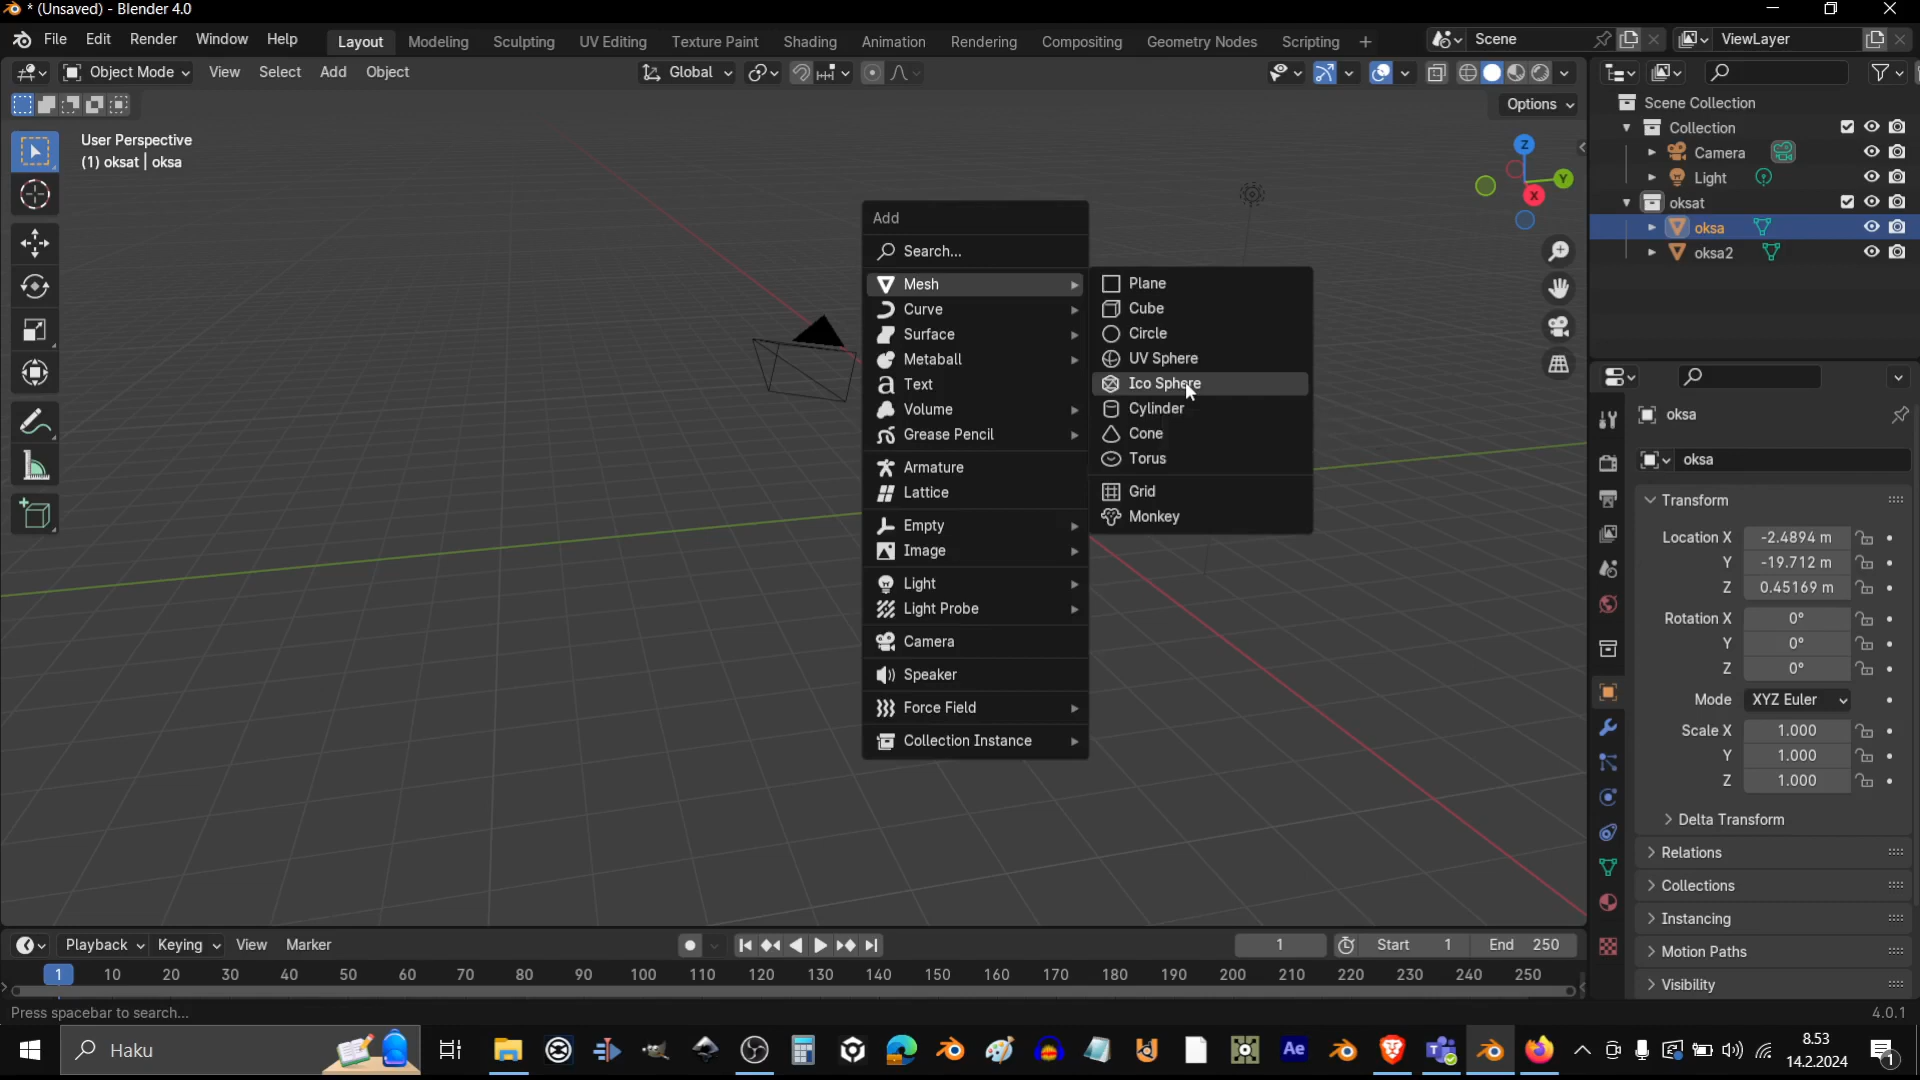 * (Unsaved) - Blender 4.0
File Edit Render Window Help Layout Modeling Sculpting UV Editing Texture Paint Shading Animation Rendering Compositing Geometry Nodes Scripting + Scene ViewLayer
Object Mode View Select Add Object Global
Options
User Perspective
(1) oksat | oksa
Z
Y
X
Add
Search...
Mesh
Curve
Surface
Metaball
Text
Volume
Grease Pencil
Armature
Lattice
Empty
Image
Light
Light Probe
Camera
Speaker
Force Field
Collection Instance
Plane
Cube
Circle
UV Sphere
Ico Sphere
Cylinder
Cone
Torus
Grid
Monkey
Scene Collection
Collection
Camera
Light
oksat
oksa
oksa2
oksa
oksa
Transform
Location X -2.4894 m
Y -19.712 m
Z 0.45169 m
Rotation X 0°
Y 0°
Z 0°
Mode XYZ Euler
Scale X 1.000
Y 1.000
Z 1.000
Delta Transform
Relations
Collections
Instancing
Motion Paths
Visibility
Playback Keying View Marker 1 Start 1 End 250
1 10 20 30 40 50 60 70 80 90 100 110 120 130 140 150 160 170 180 190 200 210 220 230 240 250
Press spacebar to search... 4.0.1
Haku
Ae
8.53
14.2.2024
1